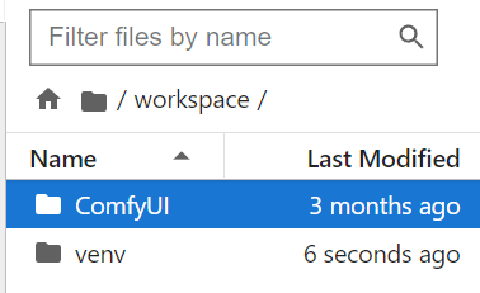 Filter files by name
/ workspace /
Name Last Modified
ComfyUI 3 months ago
venv 6 seconds ago